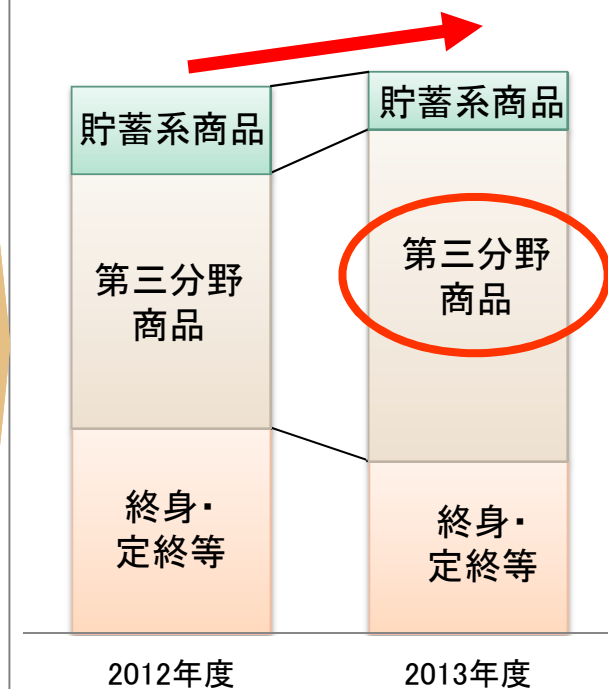 貯蓄系商品
第三分野
商品
終身・
定終等
2012年度
貯蓄系商品
第三分野
商品
終身・
定終等
2013年度